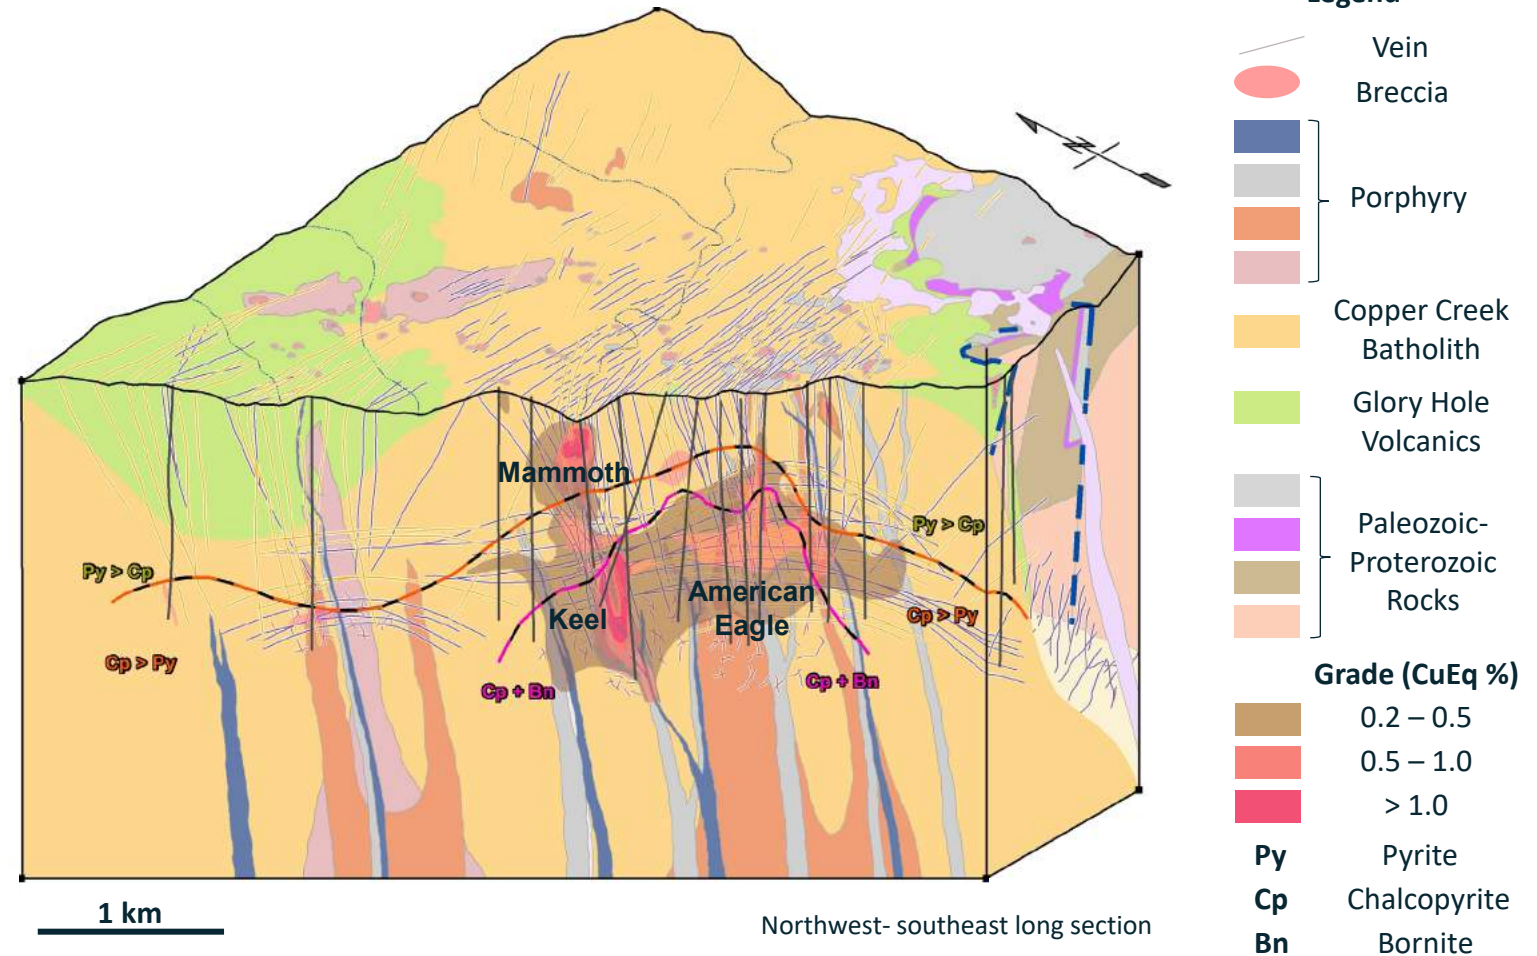 Legend
Vein
Breccia
Porphyry
Copper Creek
Batholith
Glory Hole
Volcanics
Paleozoic-
Proterozoic
Rocks
Grade (CuEq %)
0.2 – 0.5
0.5 – 1.0
> 1.0
Py Pyrite
Cp Chalcopyrite
Bn Bornite
N
Mammoth
Keel
American
Eagle
Py > Cp
Cp > Py
Cp + Bn
Cp + Bn
Py > Cp
Cp > Py
1 km
Northwest- southeast long section